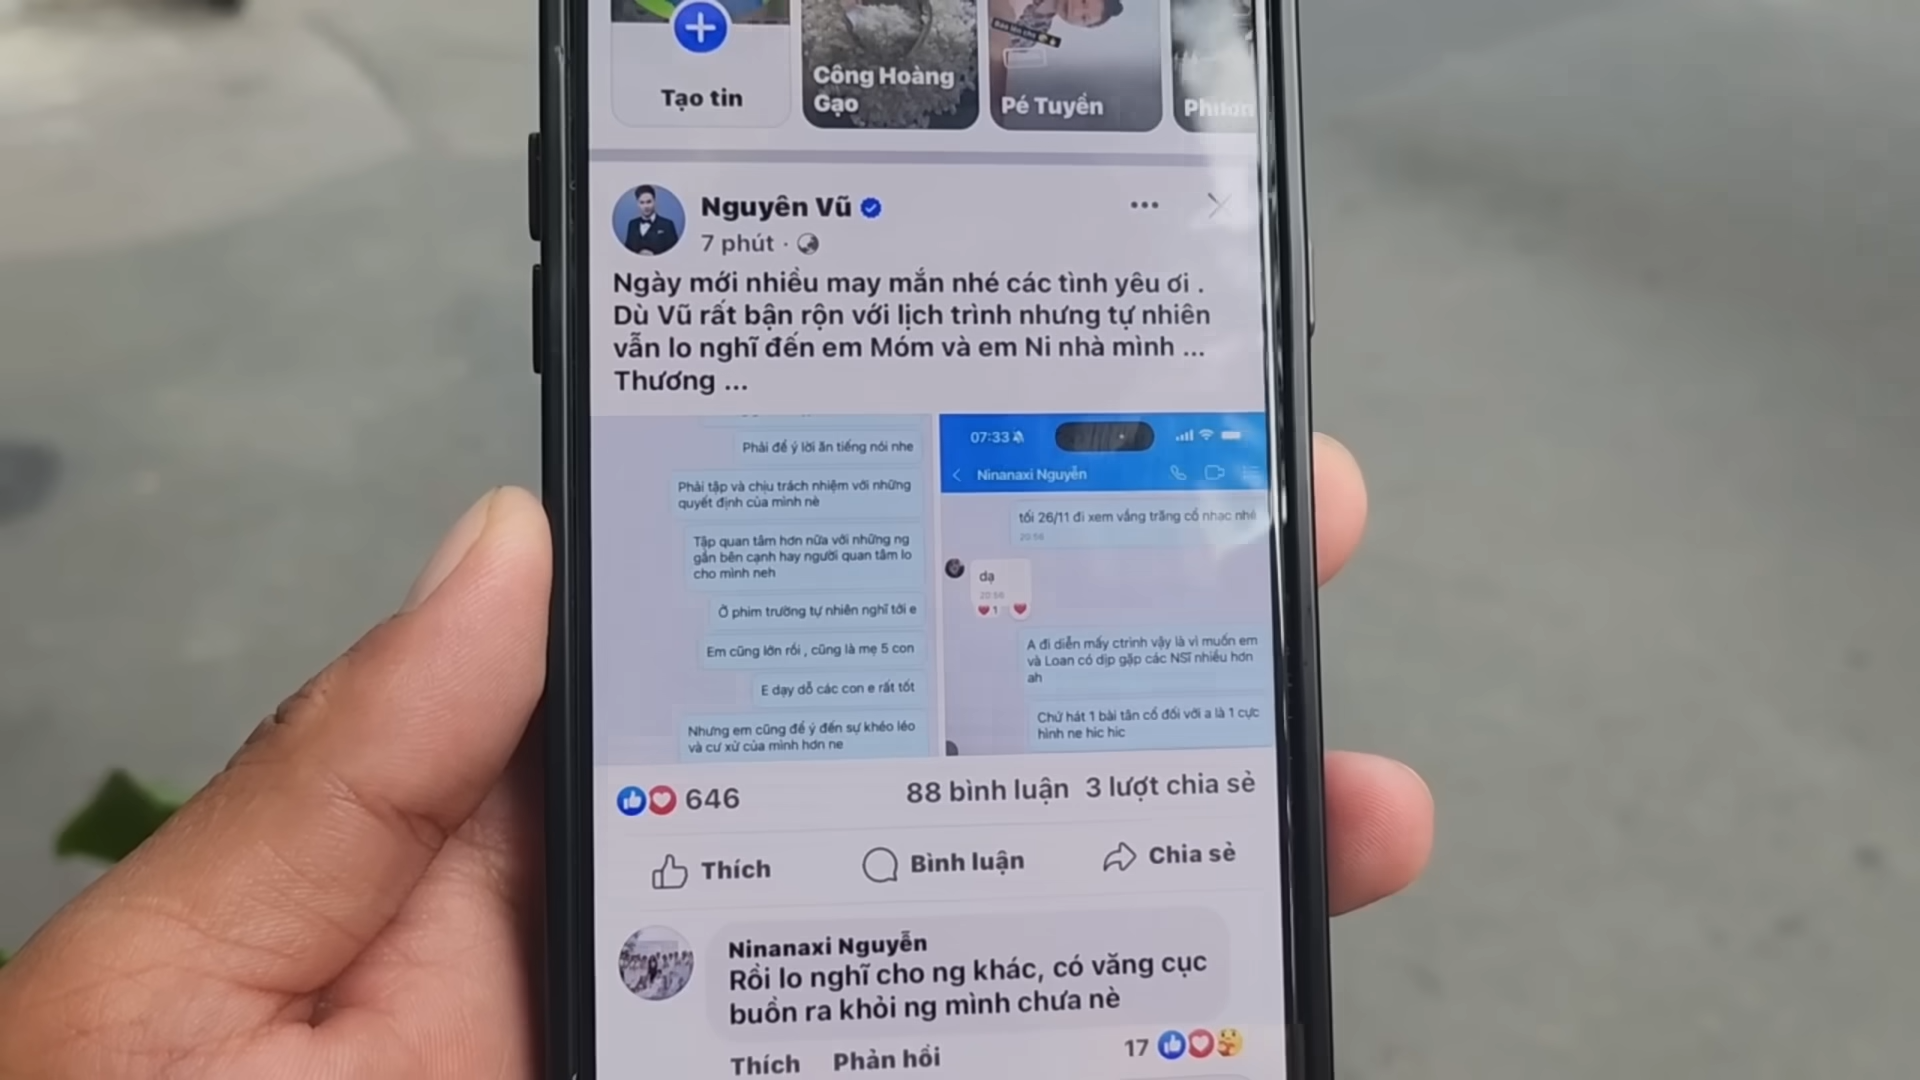 Tạo tin
Công Hoàng
Gạo
Pé Tuyền
Nguyên Vũ
7 phút ·
Ngày mới nhiều may mắn nhé các tình yêu ơi .
Dù Vũ rất bận rộn với lịch trình nhưng tự nhiên
vẫn lo nghĩ đến em Móm và em Ni nhà mình ...
Thương ...
Phải để ý lời ăn tiếng nói nhe
Phải tập và chịu trách nhiệm với những
quyết định của mình nè
Tập quan tâm hơn nữa với những ng
gần bên cạnh hay người quan tâm lo
cho mình neh
Ở phim trường tự nhiên nghĩ tới e
Em cũng lớn rồi , cũng là mẹ 5 con
E dạy dỗ các con e rất tốt
Nhưng em cũng để ý đến sự khéo léo
và cư xử của mình hơn ne
07:33
Ninanaxi Nguyễn
tối 26/11 đi xem vầng trăng cổ nhạc nhé
20:56
dạ
20:56
1
A đi diễn mấy ctrinh vậy là vì muốn em
và Loan có dịp gặp các NSĩ nhiều hơn
ah
Chứ hát 1 bài tân cổ đối với a là 1 cực
hình ne hic hic
646
88 bình luận 3 lượt chia sẻ
Thích
Bình luận
Chia sẻ
Ninanaxi Nguyễn
Rồi lo nghĩ cho ng khác, có văng cục
buồn ra khỏi ng mình chưa nè
Thích Phản hồi
17